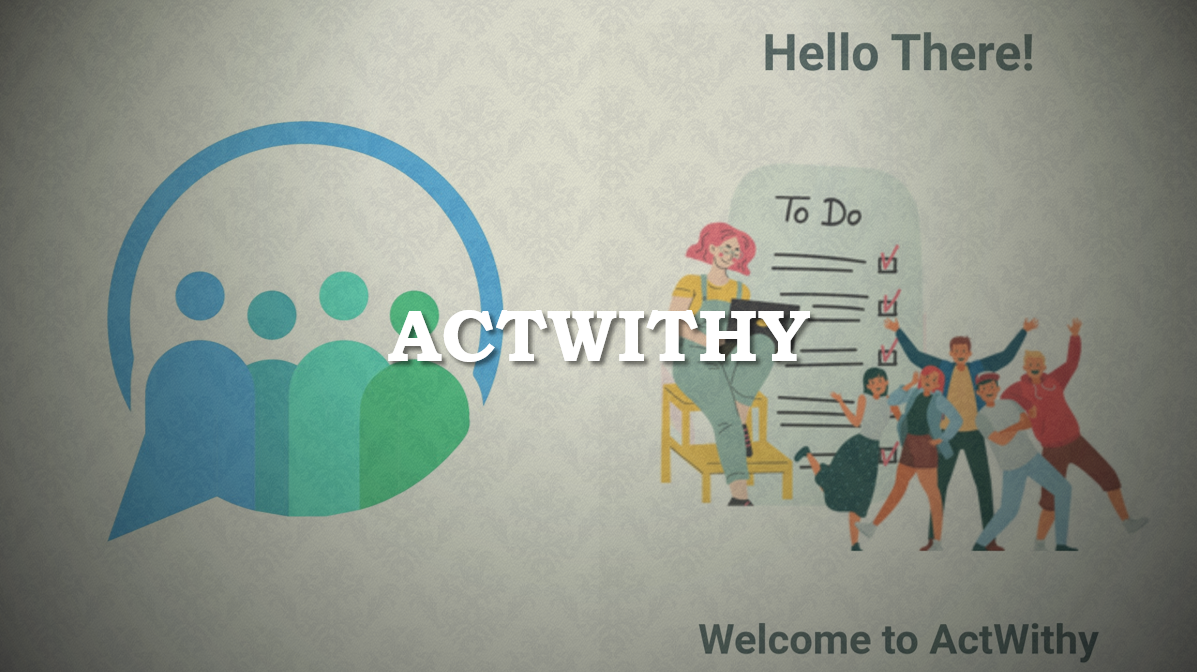 Hello There!
To Do
ACTWITHY
Welcome to ActWithy